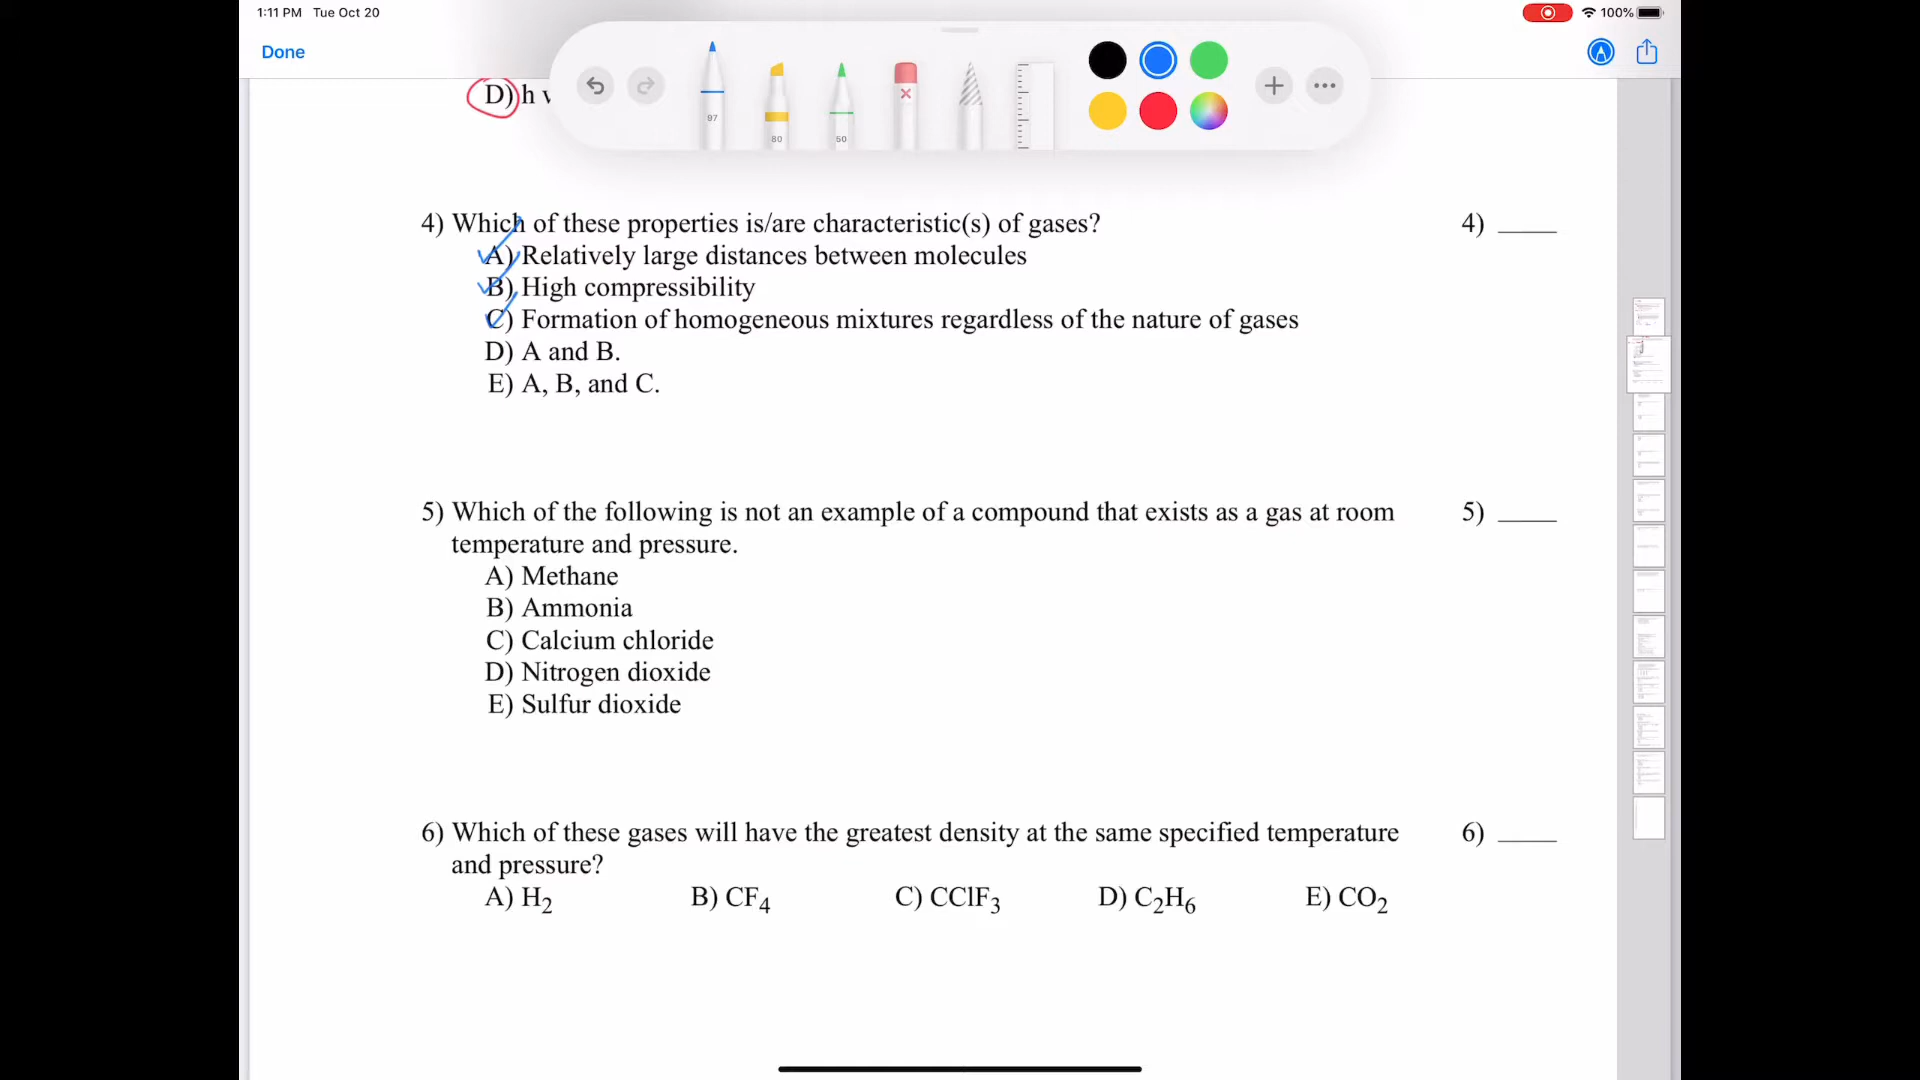 1:11 PM Tue Oct 20
100%
Done
D) h
97
80
50
4) Which of these properties is/are characteristic(s) of gases? 4) ____
A) Relatively large distances between molecules
B) High compressibility
C) Formation of homogeneous mixtures regardless of the nature of gases
D) A and B.
E) A, B, and C.
5) Which of the following is not an example of a compound that exists as a gas at room 5) ____
temperature and pressure.
A) Methane
B) Ammonia
C) Calcium chloride
D) Nitrogen dioxide
E) Sulfur dioxide
6) Which of these gases will have the greatest density at the same specified temperature 6) ____
and pressure?
A) H2 B) CF4 C) CClF3 D) C2H6 E) CO2